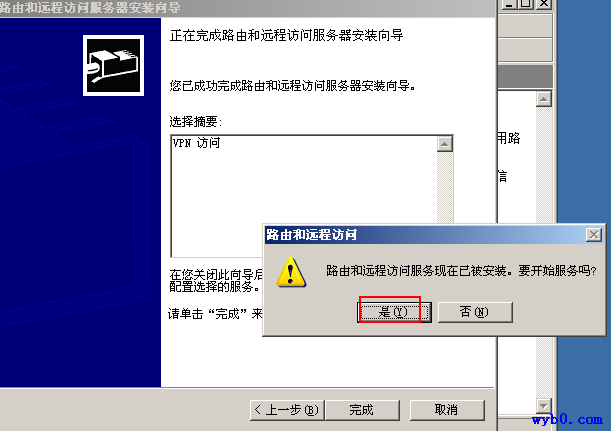 路由和远程访问服务器安装向导
正在完成路由和远程访问服务器安装向导
您已成功完成路由和远程访问服务器安装向导。
选择摘要:
VPN 访问
用路
信
路由和远程访问
路由和远程访问服务现在已被安装。要开始服务吗?
是(Y)
否(N)
在您关闭此向导后
配置选择的服务。
请单击“完成”来
< 上一步(B)
完成
取消
wyb0.com